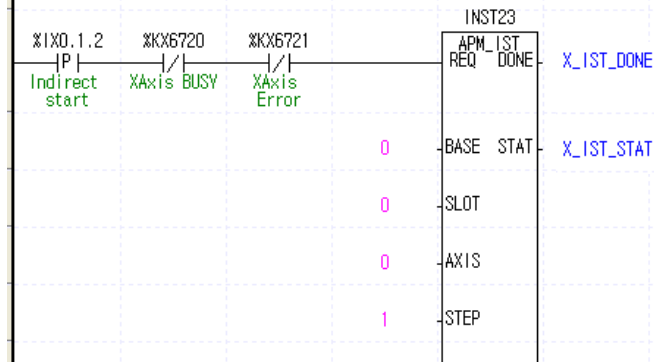 INST23
%IX0.1.2 %KX6720 %KX6721 APM_IST
P REQ DONE X_IST_DONE
Indirect XAxis BUSY XAxis
start Error
0 BASE STAT X_IST_STAT
0 SLOT
0 AXIS
1 STEP